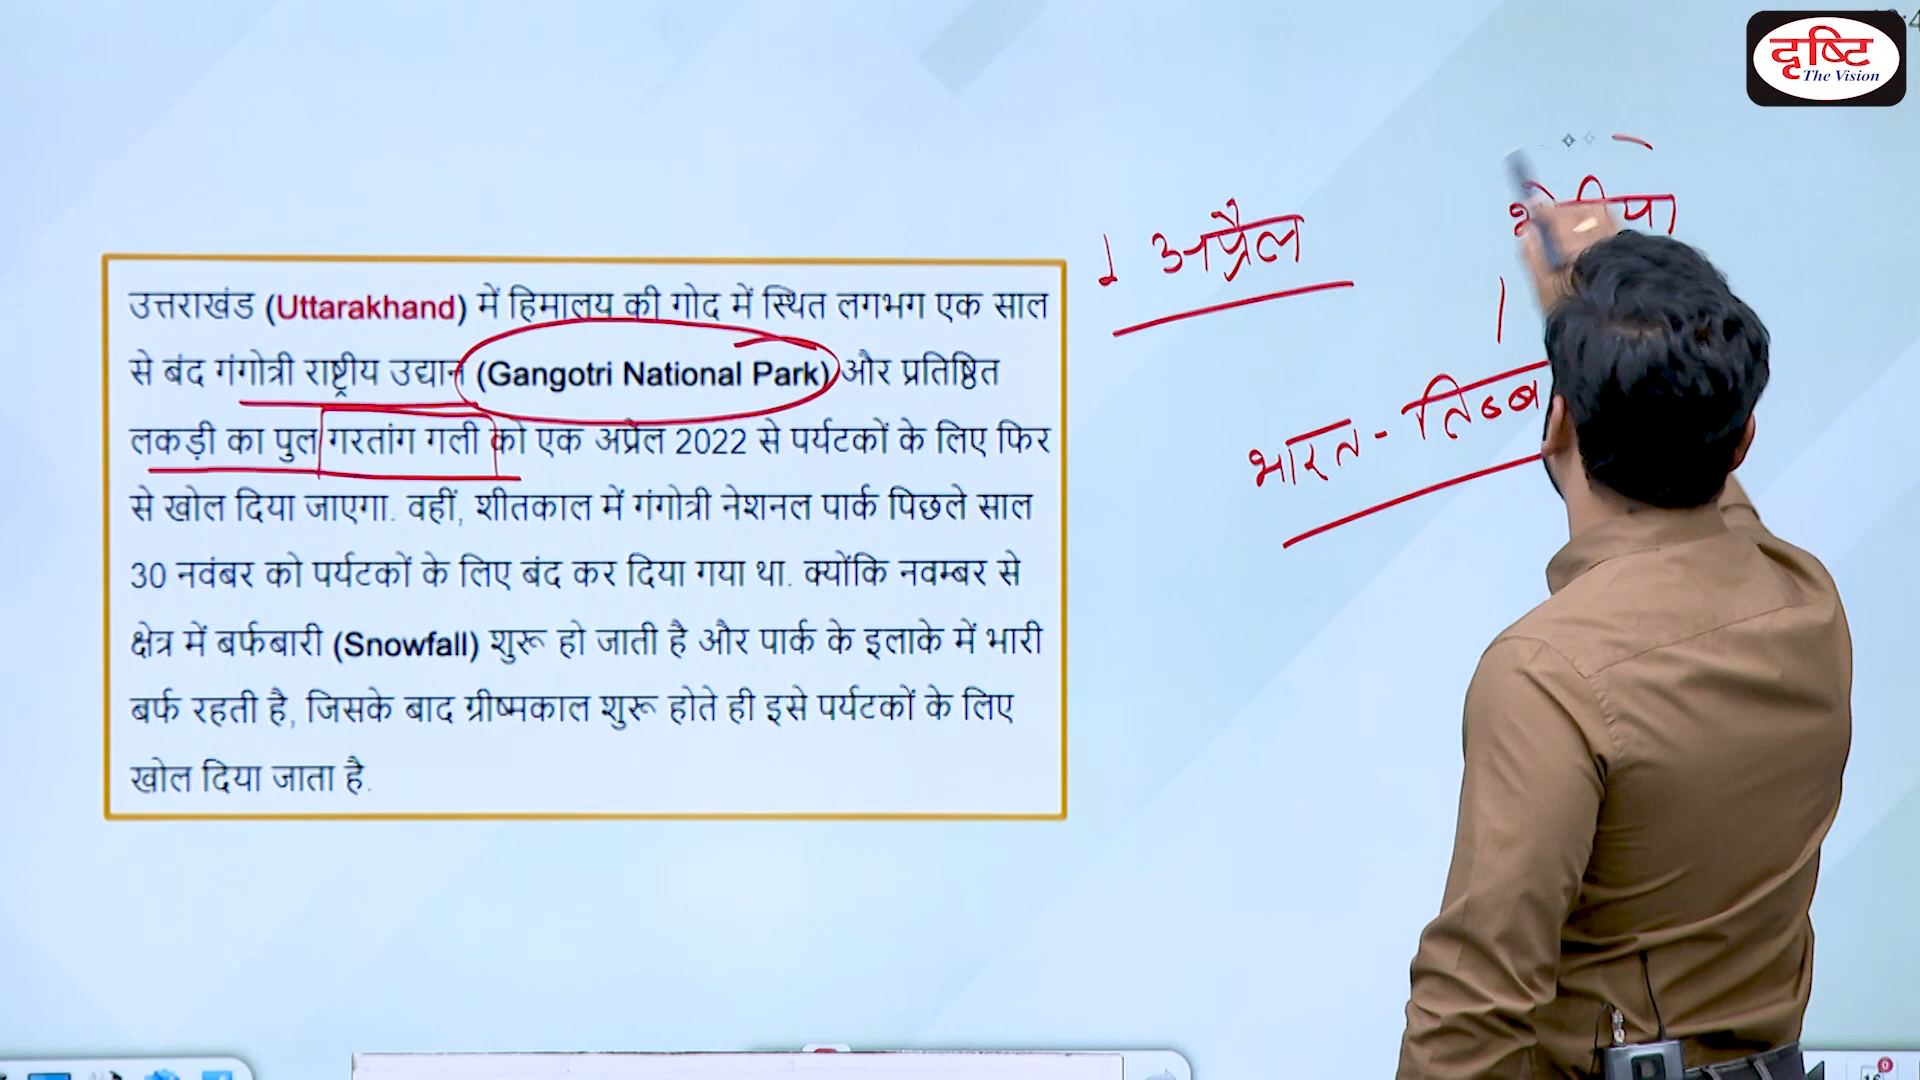 दृष्टि
The Vision
उत्तराखंड (Uttarakhand) में हिमालय की गोद में स्थित लगभग एक साल
से बंद गंगोत्री राष्ट्रीय उद्यान (Gangotri National Park) और प्रतिष्ठित
लकड़ी का पुल गरतांग गली को एक अप्रैल 2022 से पर्यटकों के लिए फिर
से खोल दिया जाएगा. वहीं, शीतकाल में गंगोत्री नेशनल पार्क पिछले साल
30 नवंबर को पर्यटकों के लिए बंद कर दिया गया था. क्योंकि नवम्बर से
क्षेत्र में बर्फबारी (Snowfall) शुरू हो जाती है और पार्क के इलाके में भारी
बर्फ रहती है, जिसके बाद ग्रीष्मकाल शुरू होते ही इसे पर्यटकों के लिए
खोल दिया जाता है.
1 अप्रैल
भारत - तिब्ब